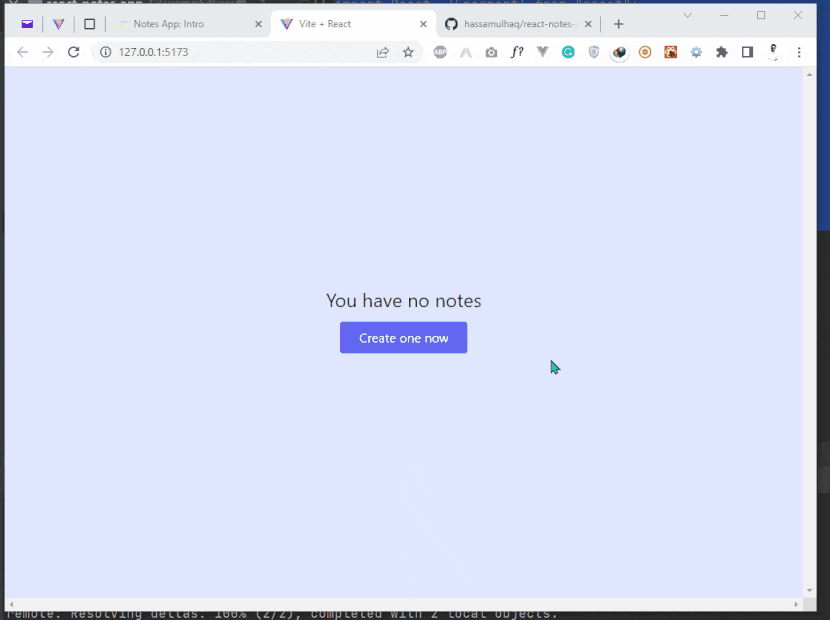 Notes App: Intro
Vite + React
hassamulhaq/react-notes-
127.0.0.1:5173
ABP
f?
You have no notes
Create one now
remote: Resolving deltas: 100% (2/2), completed with 2 local objects.